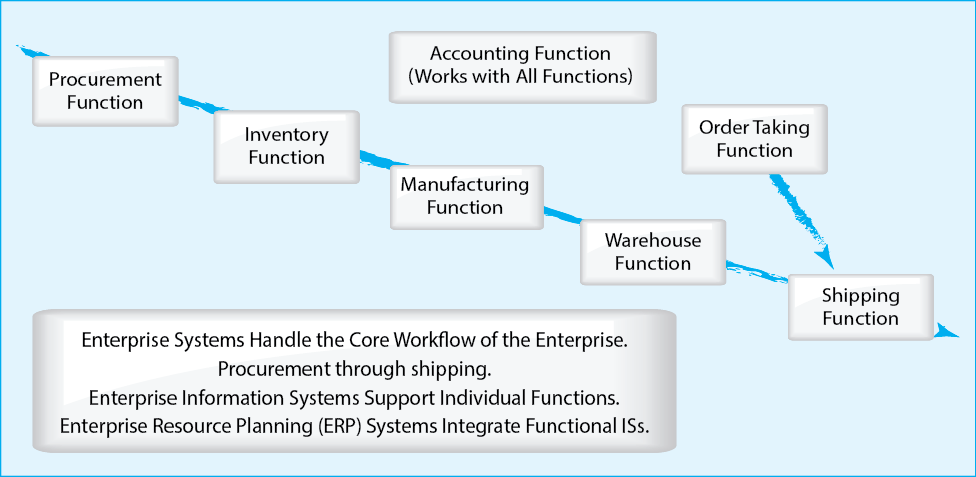 Accounting Function
(Works with All Functions)
Procurement
Function
Inventory
Function
Order Taking
Function
Manufacturing
Function
Warehouse
Function
Shipping
Function
Enterprise Systems Handle the Core Workflow of the Enterprise.
Procurement through shipping.
Enterprise Information Systems Support Individual Functions.
Enterprise Resource Planning (ERP) Systems Integrate Functional ISs.